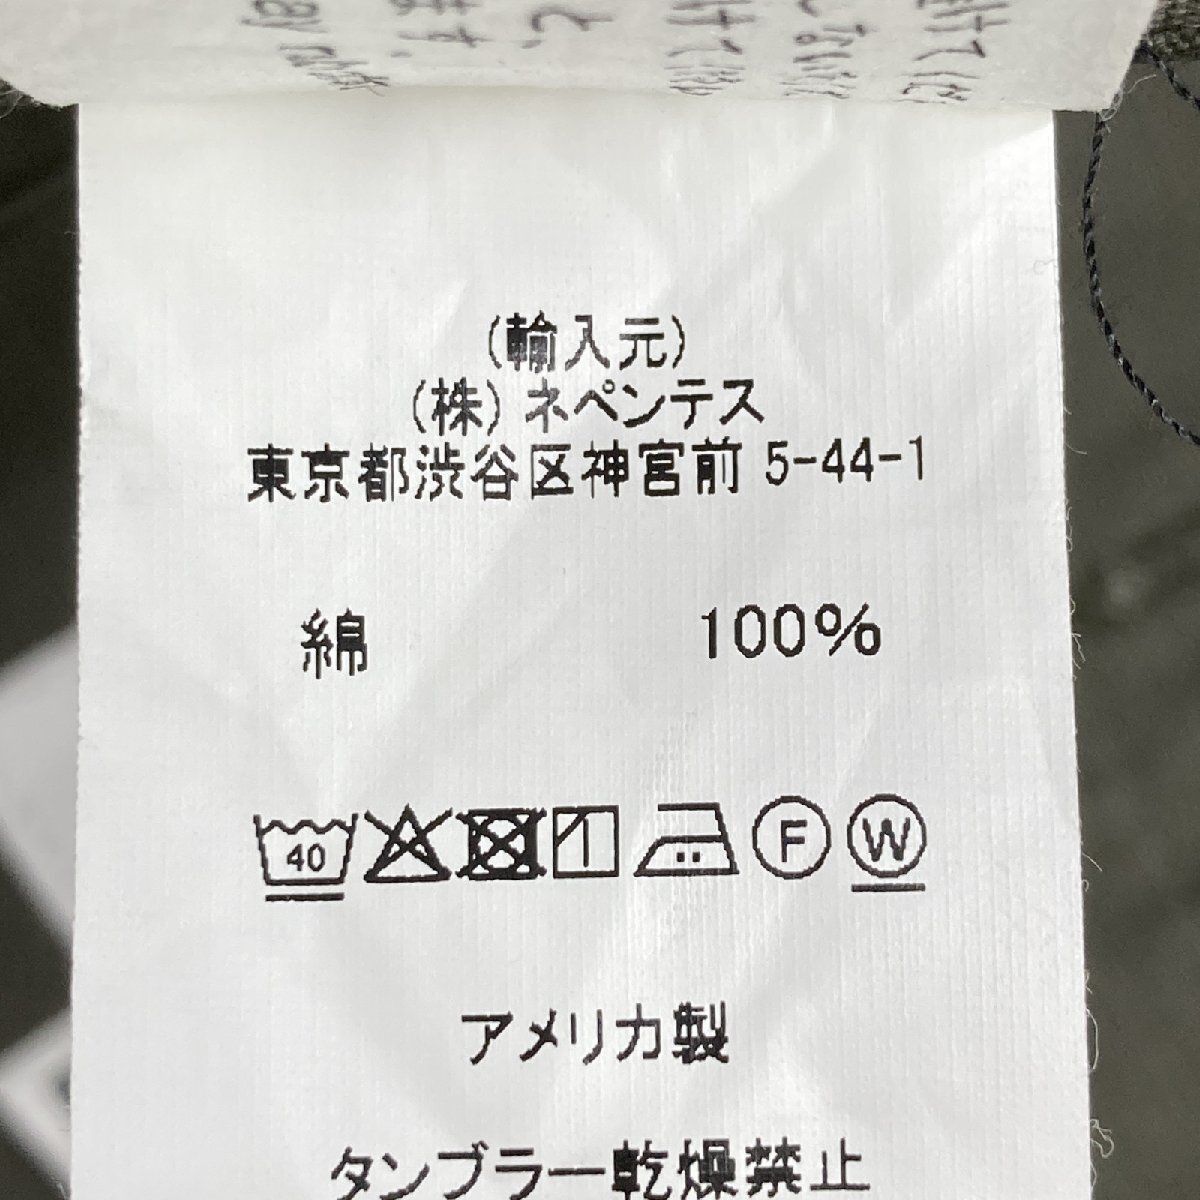 (輸入元)
(株) ネペンテス
東京都渋谷区神宮前 5-44-1
綿 100%
40
F W
アメリカ製
タンブラー乾燥禁止